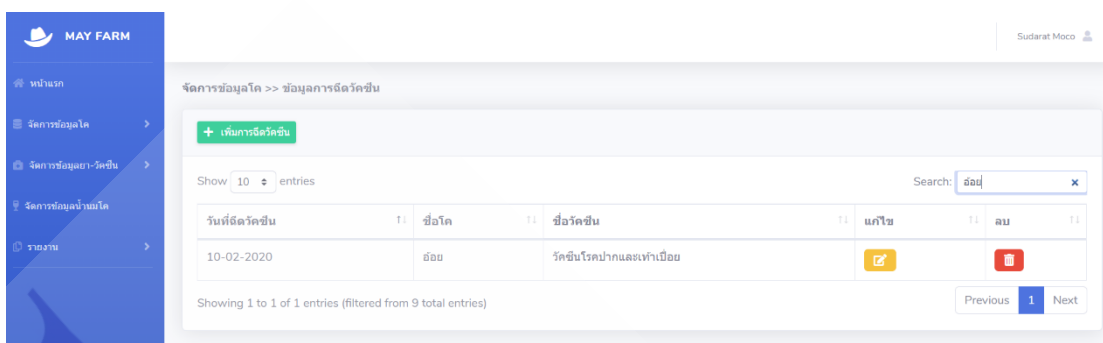 MAY FARM
Sudarat Moco
หน้าแรก
จัดการข้อมูลโค
จัดการข้อมูลยา-วัคซีน
จัดการข้อมูลน้ำนมโค
รายงาน
จัดการข้อมูลโค >> ข้อมูลการฉีดวัคซีน
+ เพิ่มการฉีดวัคซีน
Show 10 entries
Search: อ้อย
วันที่ฉีดวัคซีน ชื่อโค ชื่อวัคซีน แก้ไข ลบ
10-02-2020 อ้อย วัคซีนโรคปากและเท้าเปื่อย
Showing 1 to 1 of 1 entries (filtered from 9 total entries)
Previous 1 Next